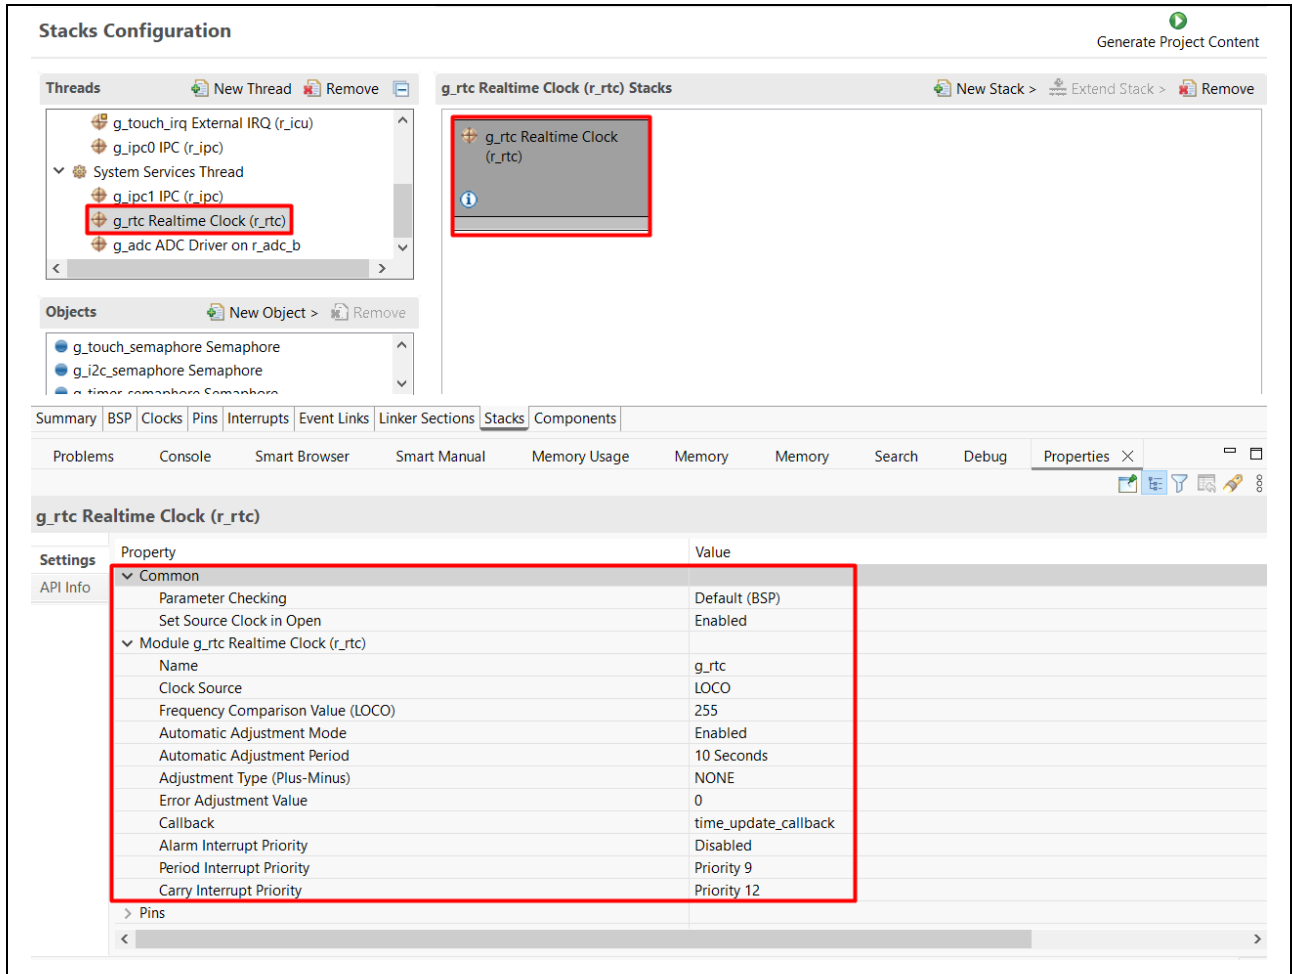 Stacks Configuration
Generate Project Content
Threads New Thread Remove
g_rtc Realtime Clock (r_rtc) Stacks New Stack > Extend Stack > Remove
g_touch_irq External IRQ (r_icu)
g_ipc0 IPC (r_ipc)
System Services Thread
g_ipc1 IPC (r_ipc)
g_rtc Realtime Clock (r_rtc)
g_adc ADC Driver on r_adc_b
g_rtc Realtime Clock
(r_rtc)
Objects New Object > Remove
g_touch_semaphore Semaphore
g_i2c_semaphore Semaphore
g_timer_semaphore Semaphore
Summary BSP Clocks Pins Interrupts Event Links Linker Sections Stacks Components
Problems Console Smart Browser Smart Manual Memory Usage Memory Memory Search Debug Properties
g_rtc Realtime Clock (r_rtc)
Settings
API Info
Property Value
Common
Parameter Checking Default (BSP)
Set Source Clock in Open Enabled
Module g_rtc Realtime Clock (r_rtc)
Name g_rtc
Clock Source LOCO
Frequency Comparison Value (LOCO) 255
Automatic Adjustment Mode Enabled
Automatic Adjustment Period 10 Seconds
Adjustment Type (Plus-Minus) NONE
Error Adjustment Value 0
Callback time_update_callback
Alarm Interrupt Priority Disabled
Period Interrupt Priority Priority 9
Carry Interrupt Priority Priority 12
Pins